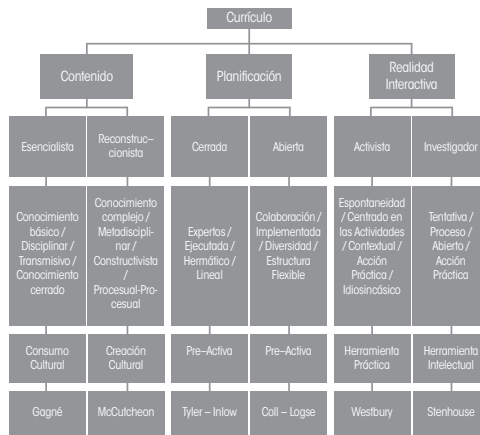 Currículo
Contenido
Planificación
Realidad
Interactiva
Esencialista
Reconstruc–
cionista
Cerrada
Abierta
Activista
Investigador
Conocimiento
básico /
Disciplinar /
Transmisivo /
Conocimiento
cerrado
Conocimiento
complejo /
Metadiscipli-
nar /
Constructivista
/
Procesual-Pro-
cesual
Expertos /
Ejecutada /
Hermático /
Lineal
Colaboración /
Implementada
/ Diversidad /
Estructura
Flexible
Espontaneidad
/ Centrado en
las Actividades
/ Contextual /
Acción
Práctica /
Idiosincásico
Tentativa /
Proceso /
Abierto /
Acción
Práctica
Consumo
Cultural
Creación
Cultural
Pre–Activa
Pre–Activa
Herramienta
Práctica
Herramienta
Intelectual
Gagné
McCutcheon
Tyler – Inlow
Coll – Logse
Westbury
Stenhouse